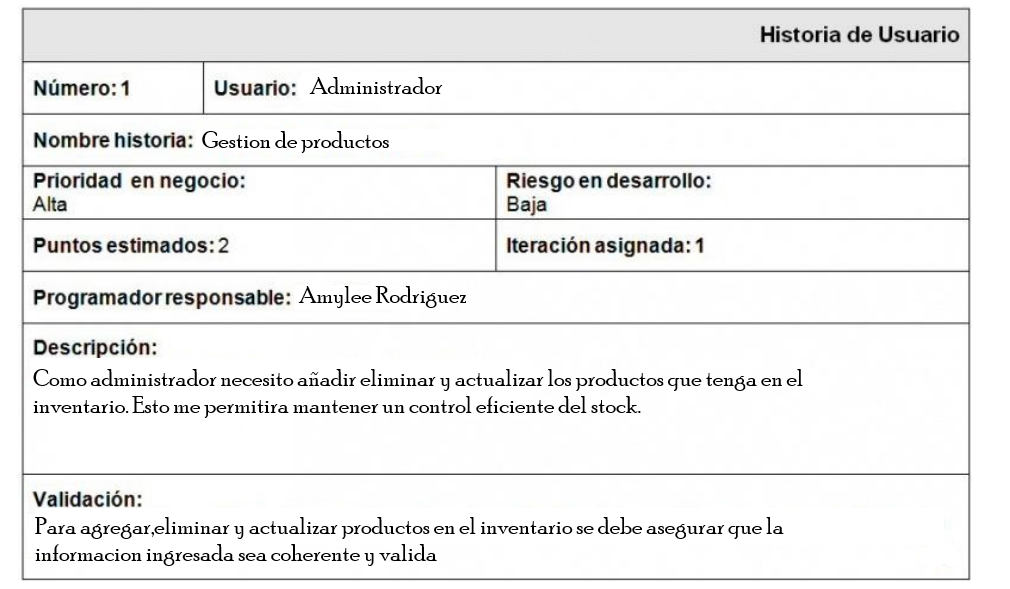 Historia de Usuario
Número: 1 Usuario: Administrador
Nombre historia: Gestion de productos
Prioridad en negocio: Riesgo en desarrollo:
Alta Baja
Puntos estimados: 2 Iteración asignada: 1
Programador responsable: Amylee Rodriguez
Descripción:
Como administrador necesito añadir eliminar y actualizar los productos que tenga en el
inventario. Esto me permitira mantener un control eficiente del stock.
Validación:
Para agregar,eliminar y actualizar productos en el inventario se debe asegurar que la
informacion ingresada sea coherente y valida